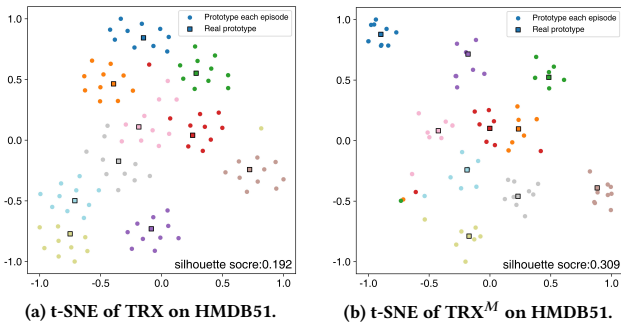 Prototype each episode
Real prototype
1.0
0.5
0.0
-0.5
-1.0
-1.0 -0.5 0.0 0.5 1.0
silhouette socre:0.192
(a) t-SNE of TRX on HMDB51.
Prototype each episode
Real prototype
1.0
0.5
0.0
-0.5
-1.0
-1.0 -0.5 0.0 0.5 1.0
silhouette socre:0.309
(b) t-SNE of TRX^M on HMDB51.